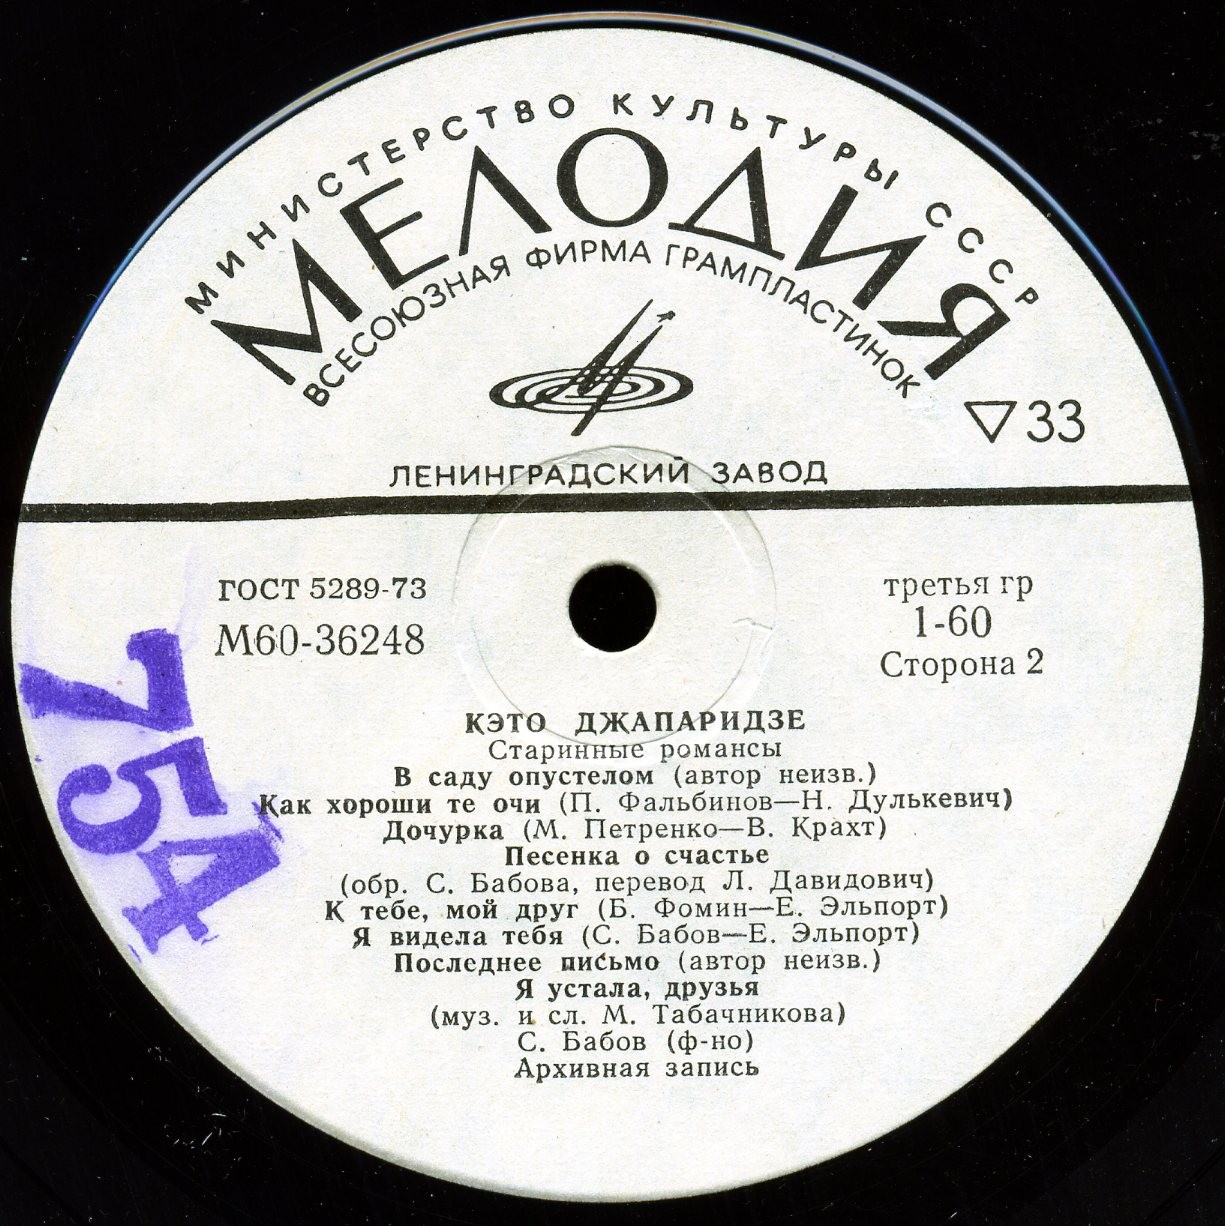 МИНИСТЕРСТВО КУЛЬТУРЫ СССР
МЕЛОДИЯ
ВСЕСОЮЗНАЯ ФИРМА ГРАМПЛАСТИНОК
33
ЛЕНИНГРАДСКИЙ ЗАВОД
ГОСТ 5289-73
М60-36248
третья гр
1-60
Сторона 2
754
КЭТО ДЖАПАРИДЗЕ
Старинные романсы
В саду опустелом (автор неизв.)
Как хороши те очи (П. Фальбинов—Н. Дулькевич)
Дочурка (М. Петренко—В. Крахт)
Песенка о счастье
(обр. С. Бабова, перевод Л. Давидович)
К тебе, мой друг (Б. Фомин—Е. Эльпорт)
Я видела тебя (С. Бабов—Е. Эльпорт)
Последнее письмо (автор неизв.)
Я устала, друзья
(муз. и сл. М. Табачникова)
С. Бабов (ф-но)
Архивная запись